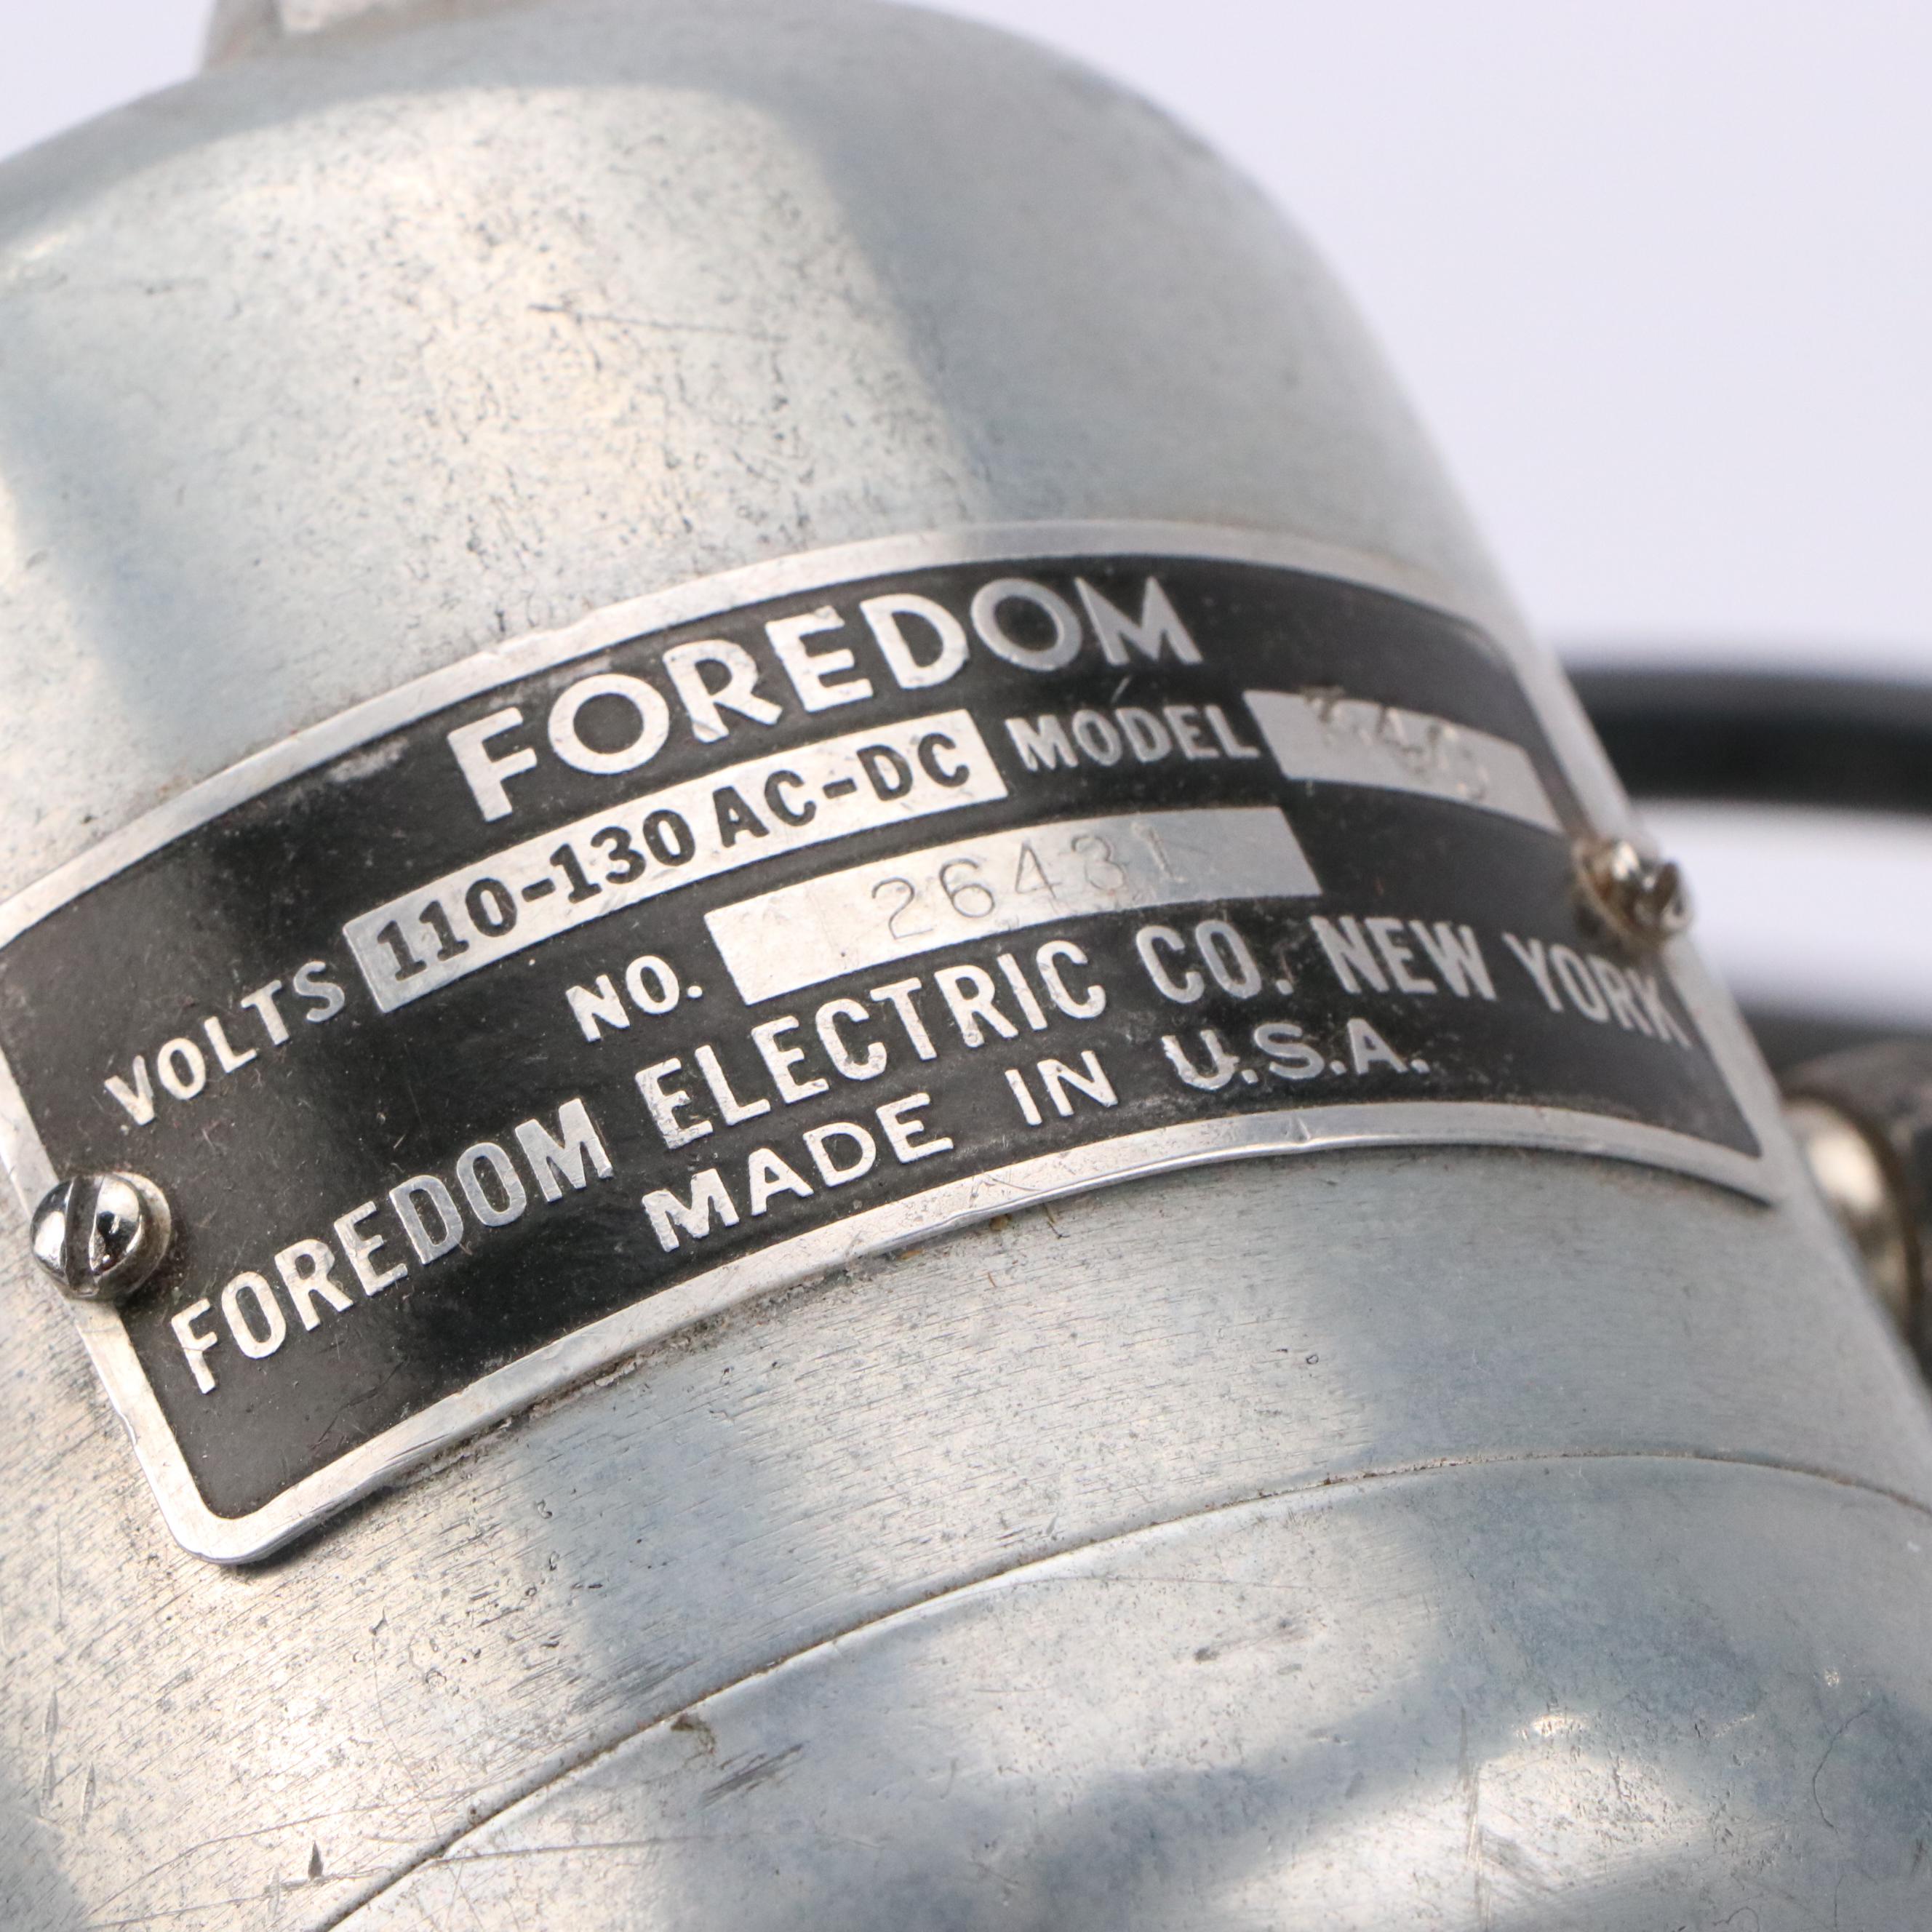 FOREDOM
VOLTS 110-130 AC-DC MODEL
NO. 26431
FOREDOM ELECTRIC CO. NEW YORK
MADE IN U.S.A.